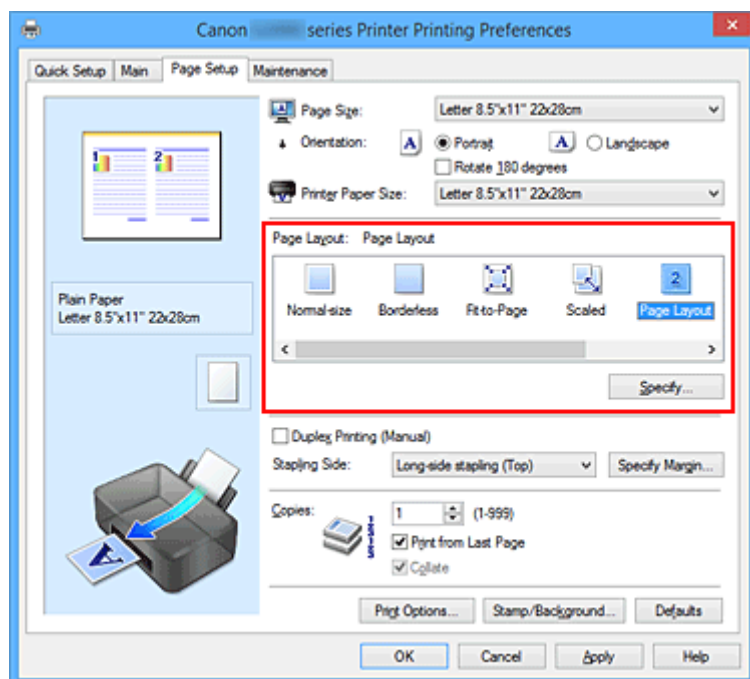 Canon series Printer Printing Preferences
Quick Setup Main Page Setup Maintenance
1 2
Plain Paper
Letter 8.5"x11" 22x28cm
Page Size: Letter 8.5"x11" 22x28cm
Orientation: A Portrait A Landscape
Rotate 180 degrees
Printer Paper Size: Letter 8.5"x11" 22x28cm
Page Layout: Page Layout
2
Normal-size Borderless Fit-to-Page Scaled Page Layout
Specify...
Duplex Printing (Manual)
Stapling Side: Long-side stapling (Top) Specify Margin...
Copies: 1 (1-999)
Print from Last Page
Collate
Print Options... Stamp/Background... Defaults
OK Cancel Apply Help